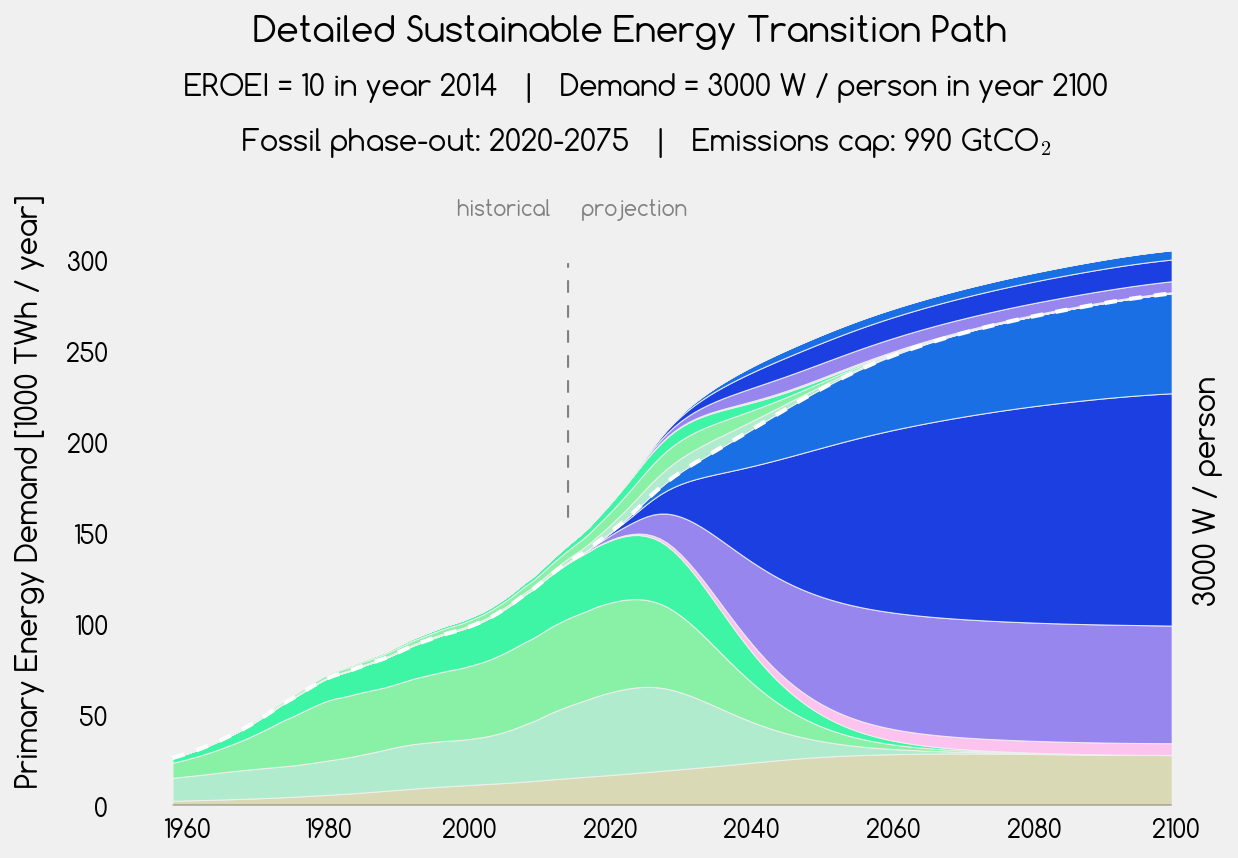 Detailed Sustainable Energy Transition Path
EROEI = 10 in year 2014 | Demand = 3000 W / person in year 2100
Fossil phase-out: 2020-2075 | Emissions cap: 990 GtCO₂
historical projection
Primary Energy Demand [1000 TWh / year]
300
250
200
150
100
50
0
3000 W / person
1960 1980 2000 2020 2040 2060 2080 2100